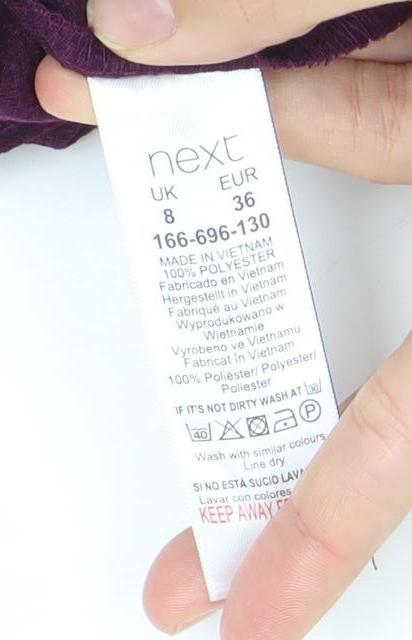 next
UK EUR
8 36
166-696-130
MADE IN VIETNAM
100% POLYESTER
Fabricado en Vietnam
Hergestellt in Vietnam
Fabriqué au Vietnam
Wyprodukowano w
Wietnamie
Vyrobeno ve Vietnamu
Fabricat în Vietnam
100% Poliéster/ Polyester/
Poliester
IF IT'S NOT DIRTY WASH AT 30
40 P
Wash with similar colours
Line dry
SI NO ESTÁ SUCIO
Lavar con colores
KEEP AWAY